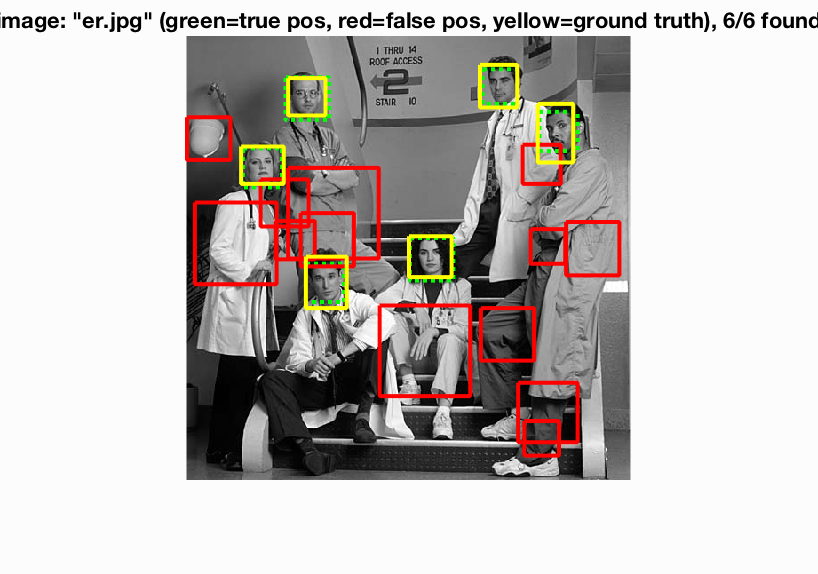 image: "er.jpg" (green=true pos, red=false pos, yellow=ground truth), 6/6 found
1 THRU 14
ROOF ACCESS
2
STAIR 10